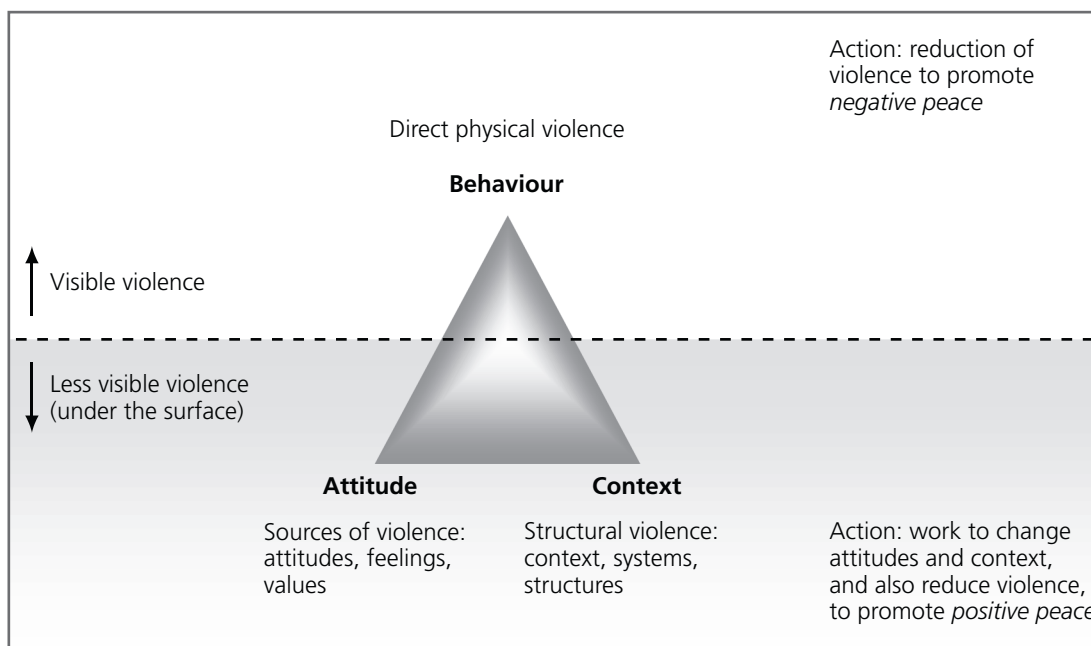 Action: reduction of
violence to promote
negative peace
Direct physical violence
Behaviour
Visible violence
Less visible violence
(under the surface)
Attitude
Sources of violence:
attitudes, feelings,
values
Context
Structural violence:
context, systems,
structures
Action: work to change
attitudes and context,
and also reduce violence,
to promote positive peace